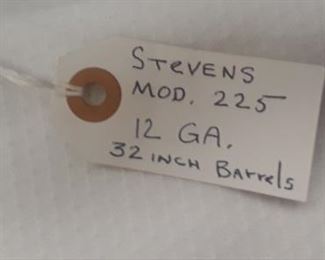 STEVENS
MOD. 225
12 GA.
32 INCH BarrelS